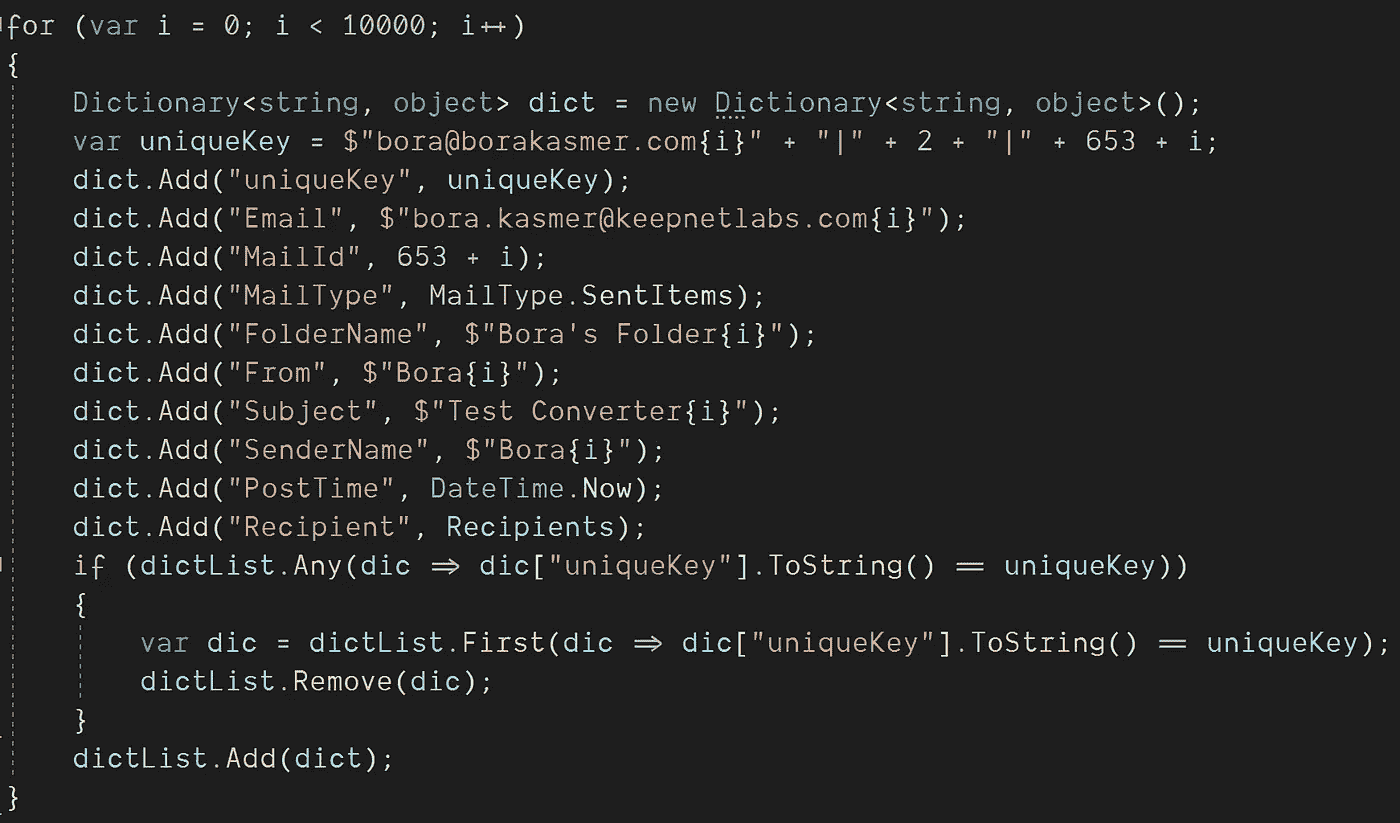 for (var i = 0; i < 10000; i++)
{
    Dictionary<string, object> dict = new Dictionary<string, object>();
    var uniqueKey = $"bora@borakasmer.com{i}" + "|" + 2 + "|" + 653 + i;
    dict.Add("uniqueKey", uniqueKey);
    dict.Add("Email", $"bora.kasmer@keepnetlabs.com{i}");
    dict.Add("MailId", 653 + i);
    dict.Add("MailType", MailType.SentItems);
    dict.Add("FolderName", $"Bora's Folder{i}");
    dict.Add("From", $"Bora{i}");
    dict.Add("Subject", $"Test Converter{i}");
    dict.Add("SenderName", $"Bora{i}");
    dict.Add("PostTime", DateTime.Now);
    dict.Add("Recipient", Recipients);
    if (dictList.Any(dic => dic["uniqueKey"].ToString() == uniqueKey))
    {
        var dic = dictList.First(dic => dic["uniqueKey"].ToString() == uniqueKey);
        dictList.Remove(dic);
    }
    dictList.Add(dict);
}